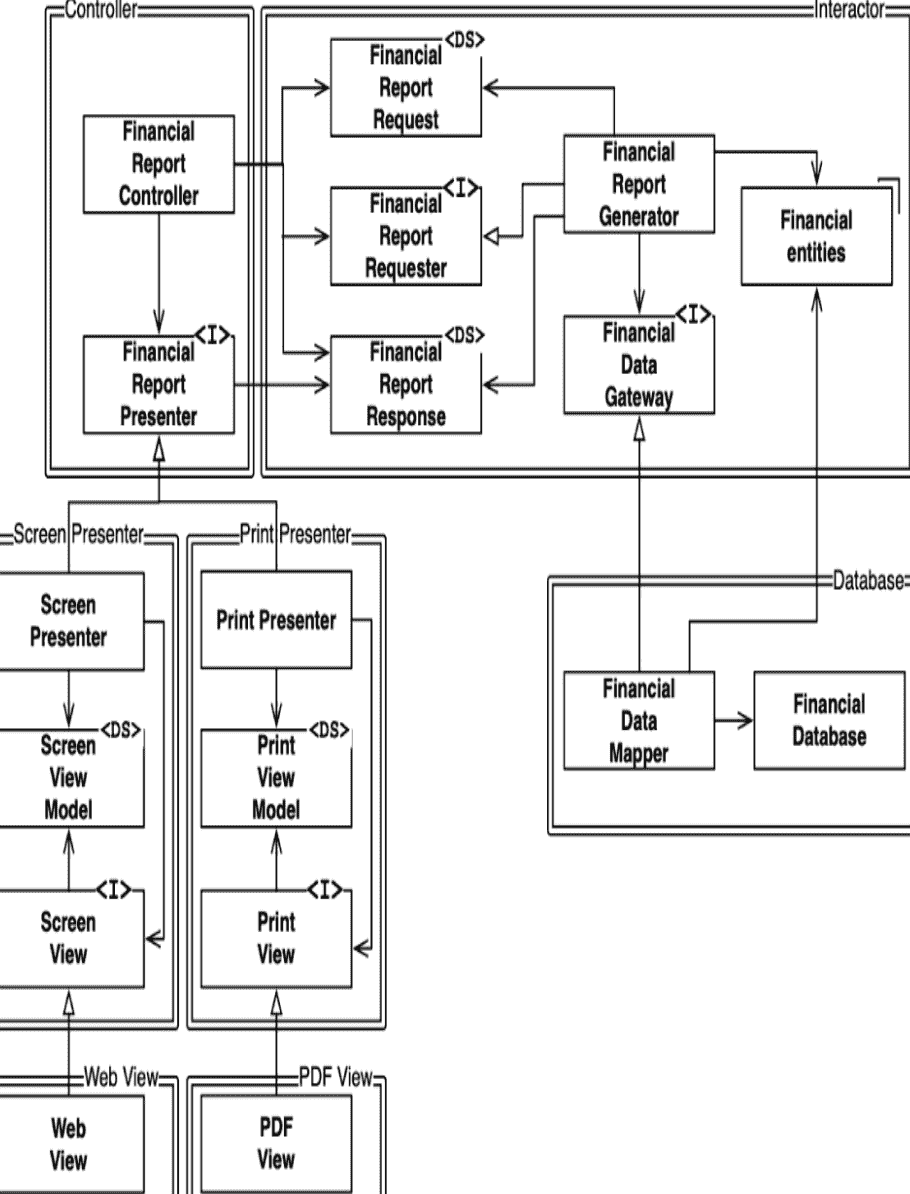 Controller
Interactor
<DS>
Financial
Report
Request
Financial
Report
Controller
Financial
Report
Generator
<I>
Financial
Report
Requester
Financial
entities
<I>
Financial
Report
Presenter
<DS>
Financial
Report
Response
<I>
Financial
Data
Gateway
Screen Presenter
Print Presenter
Database
Screen
Presenter
Print Presenter
<DS>
Screen
View
Model
<DS>
Print
View
Model
Financial
Data
Mapper
Financial
Database
<I>
Screen
View
<I>
Print
View
Web View
PDF View
Web
View
PDF
View